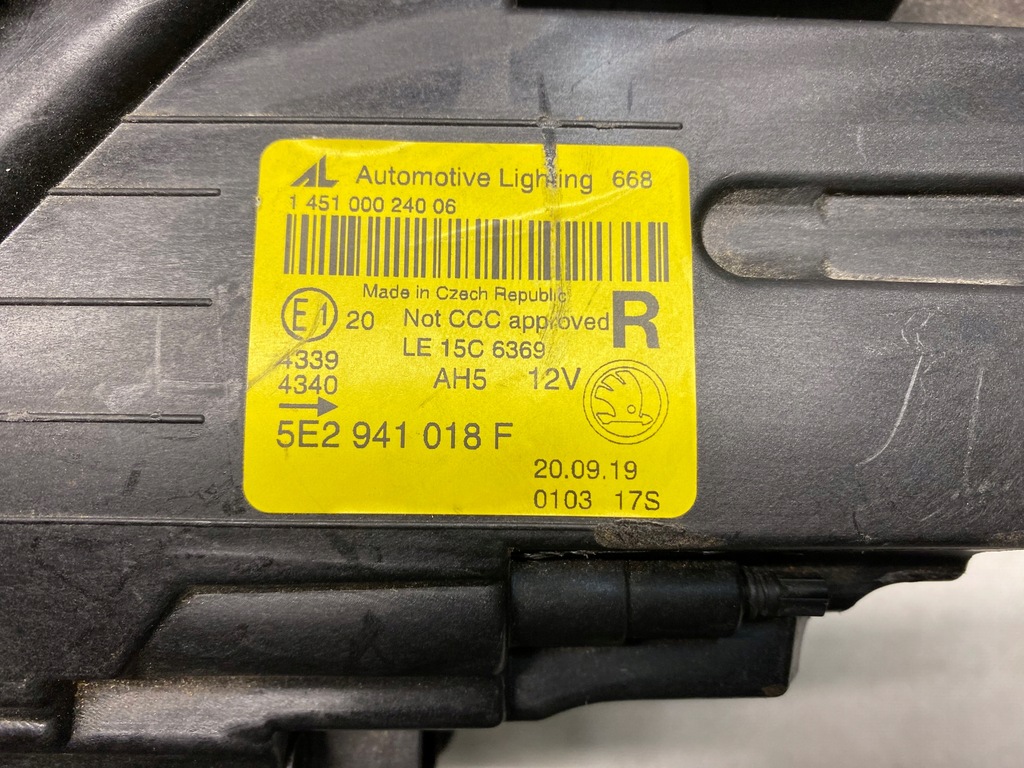 AL Automotive Lighting 668
1 451 000 240 06
Made in Czech Republic
E1 20 Not CCC approved R
LE 15C 6369
4339
4340 AH5 12V
5E2 941 018 F
20.09.19
0103 17S